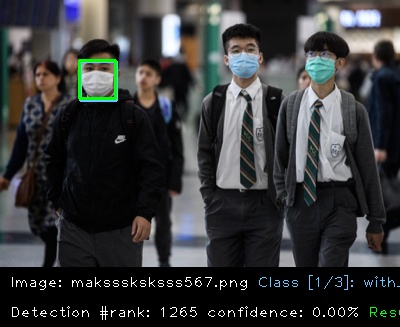 Image: maksssksksss567.png Class [1/3]: with_
Detection #rank: 1265 confidence: 0.00% Res